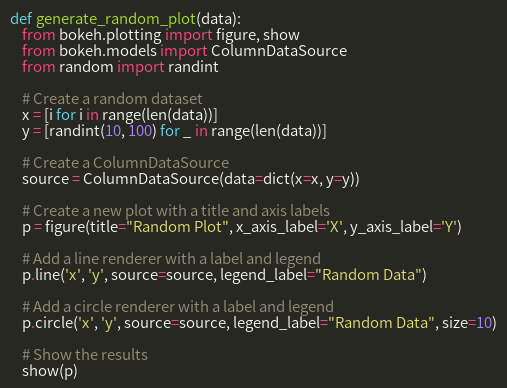 def generate_random_plot(data):
    from bokeh.plotting import figure, show
    from bokeh.models import ColumnDataSource
    from random import randint

    # Create a random dataset
    x = [i for i in range(len(data))]
    y = [randint(10, 100) for _ in range(len(data))]

    # Create a ColumnDataSource
    source = ColumnDataSource(data=dict(x=x, y=y))

    # Create a new plot with a title and axis labels
    p = figure(title="Random Plot", x_axis_label='X', y_axis_label='Y')

    # Add a line renderer with a label and legend
    p.line('x', 'y', source=source, legend_label="Random Data")

    # Add a circle renderer with a label and legend
    p.circle('x', 'y', source=source, legend_label="Random Data", size=10)

    # Show the results
    show(p)